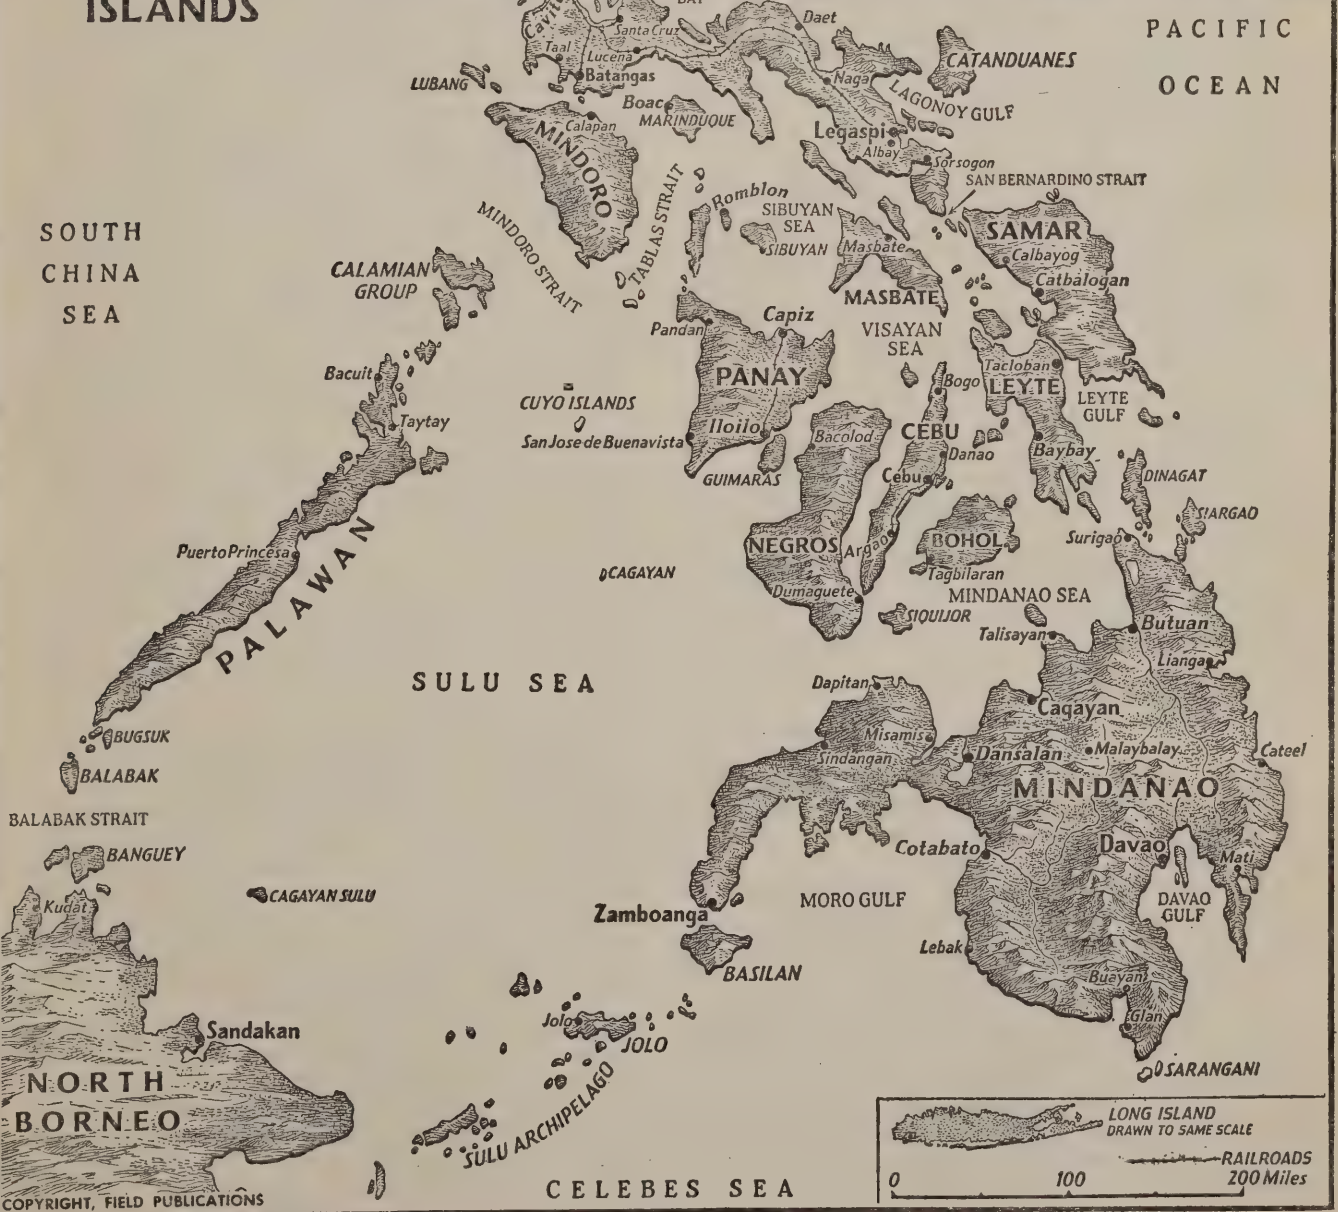 ISLANDS
PACIFIC
OCEAN
SOUTH
CHINA
SEA
Cavite
Santa Cruz
BAY
Daet
Taal
Lucena
Batangas
LUBANG
Boac
MARINDUQUE
Calapan
MINDORO
Naga
CATANDUANES
LAGONOY GULF
Legaspi
Albay
Sorsogon
SAN BERNARDINO STRAIT
MINDORO STRAIT
TABLAS STRAIT
Romblon
SIBUYAN
SEA
SIBUYAN
Masbate
MASBATE
SAMAR
Calbayog
Catbalogan
CALAMIAN
GROUP
Pandan
Capiz
VISAYAN
SEA
PANAY
Bacuit
Taytay
CUYO ISLANDS
San Jose de Buenavista
Iloilo
GUIMARAS
Bacolod
Bogo
CEBU
Danao
Cebu
Tacloban
LEYTE
LEYTE
GULF
Baybay
DINAGAT
SIARGAO
Surigao
Puerto Princesa
PALAWAN
CAGAYAN
NEGROS
Argao
BOHOL
Tagbilaran
Dumaguete
MINDANAO SEA
SIQUIJOR
Talisayan
Butuan
Lianga
SULU SEA
Dapitan
Cagayan
Misamis
Sindangan
Dansalan
Malaybalay
Cateel
MINDANAO
BUGSUK
BALABAK
BALABAK STRAIT
BANGUEY
CAGAYAN SULU
Kudat
Cotabato
Davao
Mati
MORO GULF
DAVAO
GULF
Zamboanga
BASILAN
Lebak
Buayan
Glan
SARANGANI
Sandakan
Jolo
JOLO
NORTH
BORNEO
SULU ARCHIPELAGO
CELEBES SEA
LONG ISLAND
DRAWN TO SAME SCALE
RAILROADS
0 100 200 Miles
COPYRIGHT, FIELD PUBLICATIONS